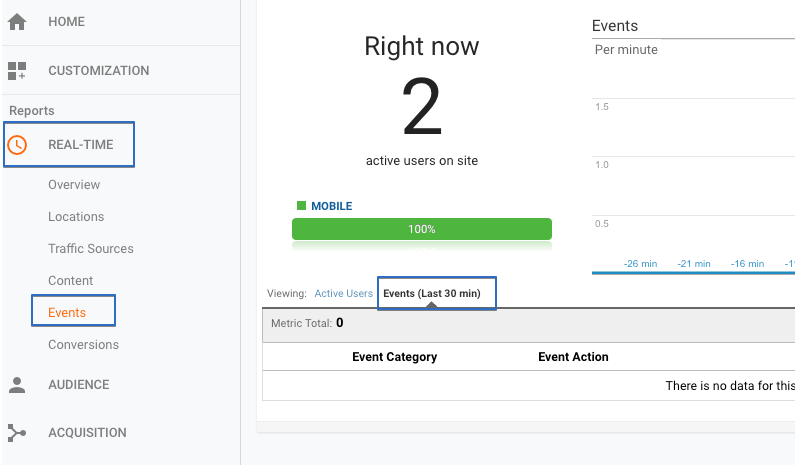 HOME
CUSTOMIZATION
Reports
REAL-TIME
Overview
Locations
Traffic Sources
Content
Events
Conversions
AUDIENCE
ACQUISITION
Right now
2
active users on site
MOBILE
100%
Events
Per minute
1.5
1.0
0.5
-26 min -21 min -16 min
Viewing: Active Users Events (Last 30 min)
Metric Total: 0
Event Category Event Action
There is no data for this